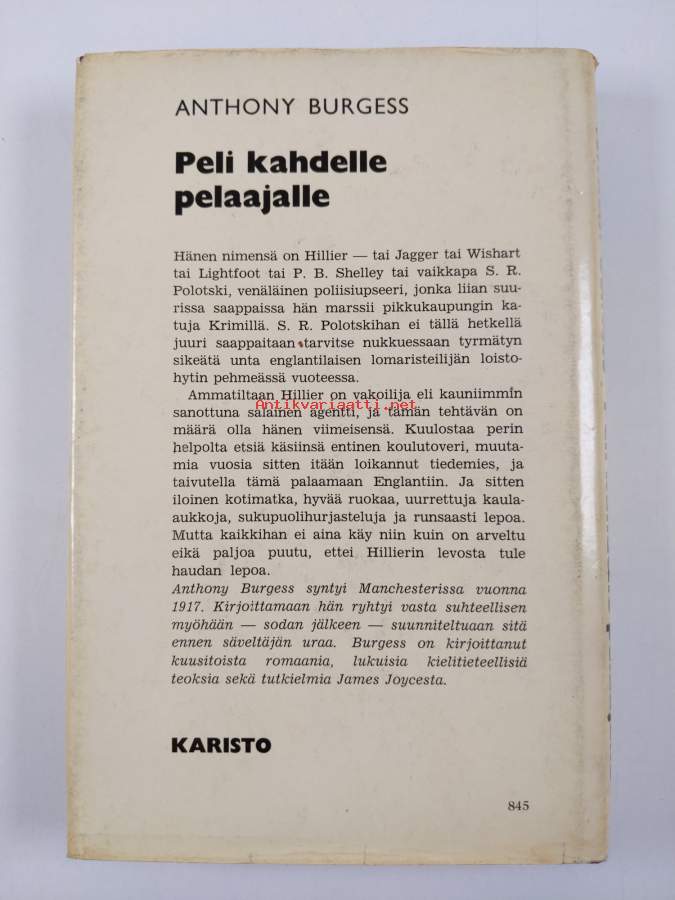 ANTHONY BURGESS
Peli kahdelle
pelaajalle
Hänen nimensä on Hillier — tai Jagger tai Wishart
tai Lightfoot tai P. B. Shelley tai vaikkapa S. R.
Polotski, venäläinen poliisiupseeri, jonka liian suu-
rissa saappaissa hän marssii pikkukaupungin ka-
tuja Krimillä. S. R. Polotskihan ei tällä hetkellä
juuri saappaitaan tarvitse nukkuessaan tyrmätyn
sikeätä unta englantilaisen lomaristeilijän loisto-
hytin pehmeässä vuoteessa.
Ammatiltaan Hillier on vakoilija eli kauniimmin
sanottuna salainen agentti, ja tämän tehtävän on
Antikvariaatti.net
määrä olla hänen viimeisensä. Kuulostaa perin
helpolta etsiä käsiinsä entinen koulutoveri, muuta-
mia vuosia sitten itään loikannut tiedemies, ja
taivutella tämä palaamaan Englantiin. Ja sitten
iloinen kotimatka, hyvää ruokaa, uurrettuja kaula-
aukkoja, sukupuolihurjasteluja ja runsaasti lepoa.
Mutta kaikkihan ei aina käy niin kuin on arveltu
eikä paljoa puutu, ettei Hillierin levosta tule
haudan lepoa.
Anthony Burgess syntyi Manchesterissa vuonna
1917. Kirjoittamaan hän ryhtyi vasta suhteellisen
myöhään — sodan jälkeen — suunniteltuaan sitä
ennen säveltäjän uraa. Burgess on kirjoittanut
kuusitoista romaania, lukuisia kielitieteellisiä
teoksia sekä tutkielmia James Joycesta.
KARISTO
845